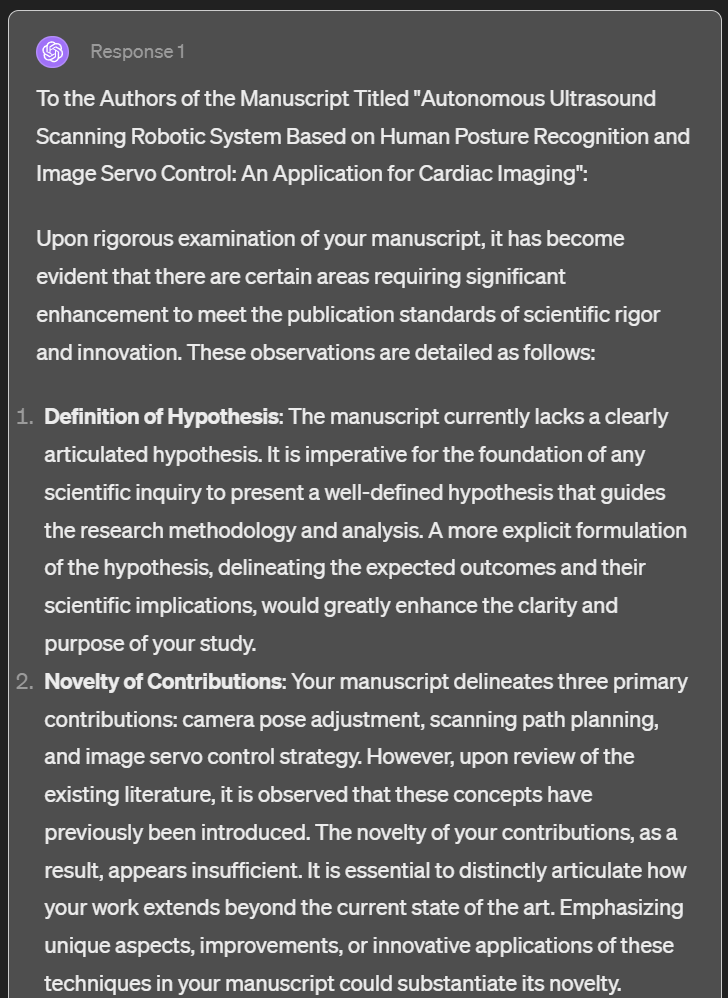 Response 1
To the Authors of the Manuscript Titled "Autonomous Ultrasound
Scanning Robotic System Based on Human Posture Recognition and
Image Servo Control: An Application for Cardiac Imaging":
Upon rigorous examination of your manuscript, it has become
evident that there are certain areas requiring significant
enhancement to meet the publication standards of scientific rigor
and innovation. These observations are detailed as follows:
1. Definition of Hypothesis: The manuscript currently lacks a clearly
articulated hypothesis. It is imperative for the foundation of any
scientific inquiry to present a well-defined hypothesis that guides
the research methodology and analysis. A more explicit formulation
of the hypothesis, delineating the expected outcomes and their
scientific implications, would greatly enhance the clarity and
purpose of your study.
2. Novelty of Contributions: Your manuscript delineates three primary
contributions: camera pose adjustment, scanning path planning,
and image servo control strategy. However, upon review of the
existing literature, it is observed that these concepts have
previously been introduced. The novelty of your contributions, as a
result, appears insufficient. It is essential to distinctly articulate how
your work extends beyond the current state of the art. Emphasizing
unique aspects, improvements, or innovative applications of these
techniques in your manuscript could substantiate its novelty.